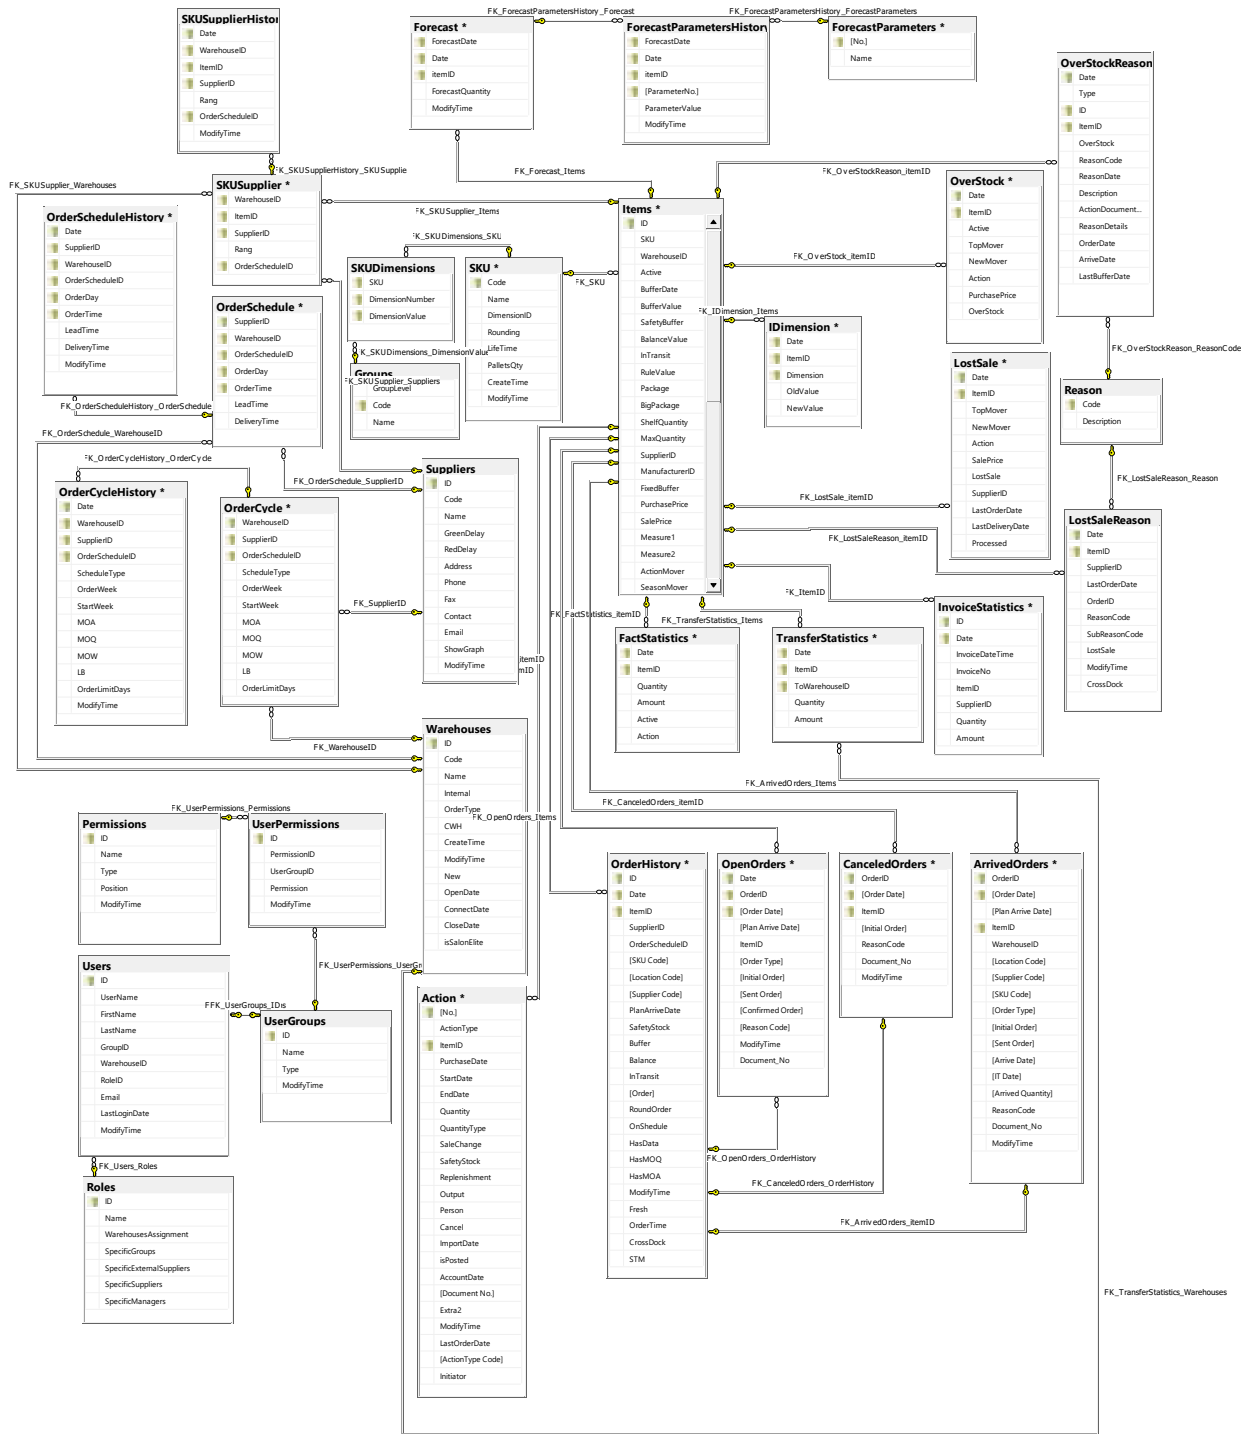 SKUSupplierHistor
Date
WarehouseID
ItemID
SupplierID
Rang
OrderScheduleID
ModifyTime
FK_ForecastParametersHistory_Forecast
Forecast *
ForecastDate
Date
itemID
ForecastQuantity
ModifyTime
ForecastParametersHistory
ForecastDate
Date
itemID
[ParameterNo.]
ParameterValue
ModifyTime
FK_ForecastParametersHistory_ForecastParameters
ForecastParameters *
[No.]
Name
OverStockReason
Date
Type
ID
ItemID
OverStock
ReasonCode
ReasonDate
Description
ActionDocument...
ReasonDetails
OrderDate
ArriveDate
LastBufferDate
FK_SKUSupplierHistory_SKUSupplie
FK_Forecast_Items
FK_OverStockReason_itemID
FK_SKUSupplier_Warehouses
SKUSupplier *
WarehouseID
ItemID
SupplierID
Rang
OrderScheduleID
FK_SKUSupplier_Items
OrderScheduleHistory *
Date
SupplierID
WarehouseID
OrderScheduleID
OrderDay
OrderTime
LeadTime
DeliveryTime
ModifyTime
OrderSchedule *
SupplierID
WarehouseID
OrderScheduleID
OrderDay
OrderTime
LeadTime
DeliveryTime
FK_SKUDimensions_SKU
SKUDimensions
SKU
DimensionNumber
DimensionValue
K_SKUDimensions_DimensionValue
SKU *
Code
Name
DimensionID
Rounding
LifeTime
PalletsQty
CreateTime
ModifyTime
FK_SKU
Groups
FK_SKUSupplier_Suppliers
GroupLevel
Code
Name
Items *
ID
SKU
WarehouseID
Active
BufferDate
BufferValue
SafetyBuffer
BalanceValue
InTransit
RuleValue
Package
BigPackage
ShelfQuantity
MaxQuantity
SupplierID
ManufacturerID
FixedBuffer
PurchasePrice
SalePrice
Measure1
Measure2
ActionMover
SeasonMover
OverStock *
Date
ItemID
Active
TopMover
NewMover
Action
PurchasePrice
OverStock
FK_OverStock_itemID
FK_IDimension_Items
IDimension *
Date
ItemID
Dimension
OldValue
NewValue
FK_OverStockReason_ReasonCode
LostSale *
Date
ItemID
TopMover
NewMover
Action
SalePrice
LostSale
SupplierID
LastOrderDate
LastDeliveryDate
Processed
Reason
Code
Description
FK_LostSaleReason_Reason
FK_OrderScheduleHistory_OrderSchedule
FK_OrderSchedule_WarehouseID
FK_OrderCycleHistory_OrderCycle
FK_OrderSchedule_SupplierID
OrderCycleHistory *
Date
WarehouseID
SupplierID
OrderScheduleID
ScheduleType
OrderWeek
StartWeek
MOA
MOQ
MOW
LB
OrderLimitDays
ModifyTime
OrderCycle *
WarehouseID
SupplierID
OrderScheduleID
ScheduleType
OrderWeek
StartWeek
MOA
MOQ
MOW
LB
OrderLimitDays
FK_SupplierID
Suppliers
ID
Code
Name
GreenDelay
RedDelay
Address
Phone
Fax
Contact
Email
ShowGraph
ModifyTime
FK_LostSale_itemID
FK_LostSaleReason_itemID
LostSaleReason
Date
ItemID
SupplierID
LastOrderDate
OrderID
ReasonCode
SubReasonCode
LostSale
ModifyTime
CrossDock
FK_ItemID
InvoiceStatistics *
ID
Date
InvoiceDateTime
InvoiceNo
ItemID
SupplierID
Quantity
Amount
FK_FactStatistics_itemID
FK_TransferStatistics_Items
FactStatistics *
Date
ItemID
Quantity
Amount
Active
Action
TransferStatistics *
Date
ItemID
ToWarehouseID
Quantity
Amount
itemID
mID
FK_WarehouseID
Warehouses
ID
Code
Name
Internal
OrderType
CWH
CreateTime
ModifyTime
New
OpenDate
ConnectDate
CloseDate
isSalonElite
FK_ArrivedOrders_Items
FK_CanceledOrders_itemID
FK_OpenOrders_Items
FK_UserPermissions_Permissions
Permissions
ID
Name
Type
Position
ModifyTime
UserPermissions
ID
PermissionID
UserGroupID
Permission
ModifyTime
FK_UserPermissions_UserGr
OrderHistory *
ID
Date
ItemID
SupplierID
OrderScheduleID
[SKU Code]
[Location Code]
[Supplier Code]
PlanArriveDate
SafetyStock
Buffer
Balance
InTransit
[Order]
RoundOrder
OnShedule
HasData
HasMOQ
HasMOA
ModifyTime
Fresh
OrderTime
CrossDock
STM
OpenOrders *
Date
OrderID
[Order Date]
[Plan Arrive Date]
ItemID
[Order Type]
[Initial Order]
[Sent Order]
[Confirmed Order]
[Reason Code]
ModifyTime
Document_No
CanceledOrders *
OrderID
[Order Date]
ItemID
[Initial Order]
ReasonCode
Document_No
ModifyTime
ArrivedOrders *
OrderID
[Order Date]
[Plan Arrive Date]
ItemID
WarehouseID
[Location Code]
[Supplier Code]
[SKU Code]
[Order Type]
[Initial Order]
[Sent Order]
[Arrive Date]
[IT Date]
[Arrived Quantity]
ReasonCode
Document_No
ModifyTime
Users
ID
UserName
FirstName
LastName
GroupID
WarehouseID
RoleID
Email
LastLoginDate
ModifyTime
UserGroups
ID
Name
Type
ModifyTime
Action *
[No.]
ActionType
ItemID
PurchaseDate
StartDate
EndDate
Quantity
QuantityType
SaleChange
SafetyStock
Replenishment
Output
Person
Cancel
ImportDate
isPosted
AccountDate
[Document No.]
Extra2
ModifyTime
LastOrderDate
[ActionType Code]
Initiator
FK_OpenOrders_OrderHistory
FK_CanceledOrders_OrderHistory
FK_ArrivedOrders_itemID
FK_Users_Roles
Roles
ID
Name
WarehousesAssignment
SpecificGroups
SpecificExternalSuppliers
SpecificSuppliers
SpecificManagers
FK_TransferStatistics_Warehouses